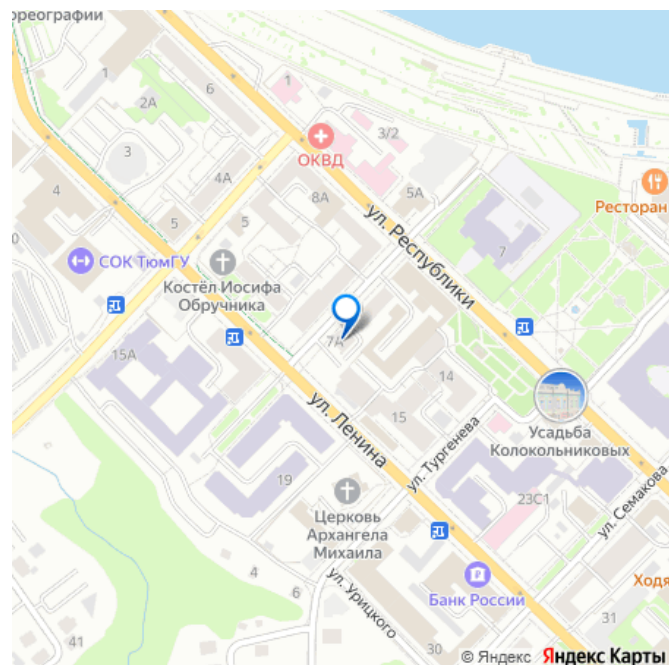 ореографии
1
6
1
2А
3/2
3
ОКВД
4А
4
8А
5А
ул. Республики
Ресторан
5
5
7
СОК ТюмГУ
Костёл Иосифа
Обручника
7А
15А
14
ул. Ленина
15
Усадьба
Колокольниковых
ул. Тургенева
19
23С1
ул. Семакова
Церковь
Архангела
Михаила
4
6
ул. Урицкого
Банк России
Ходя
31
30
41
© Яндекс Яндекс Карты